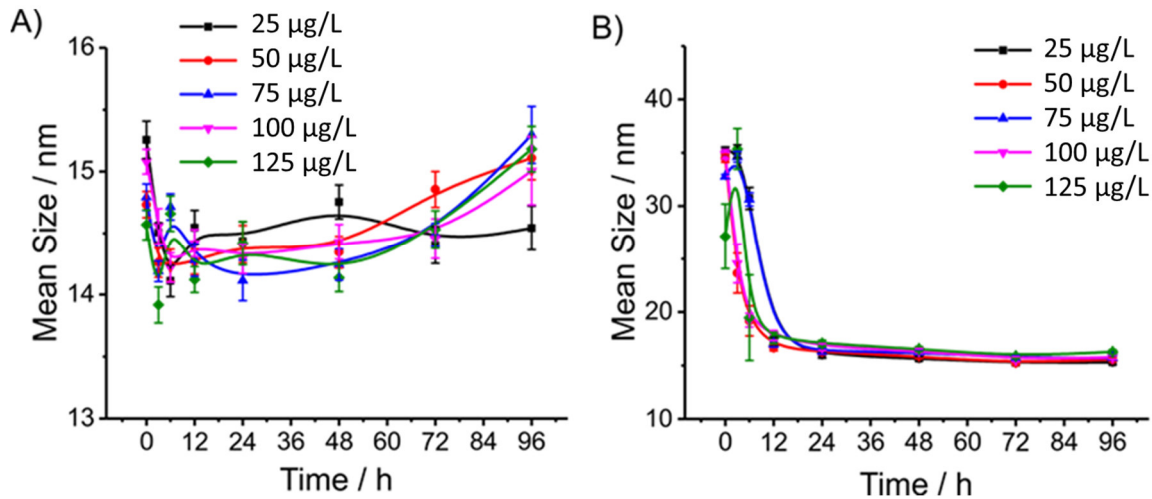 A)
25 µg/L
50 µg/L
75 µg/L
100 µg/L
125 µg/L
16
15
14
13
Mean Size / nm
0 12 24 36 48 60 72 84 96
Time / h
B)
25 µg/L
50 µg/L
75 µg/L
100 µg/L
125 µg/L
40
30
20
10
Mean Size / nm
0 12 24 36 48 60 72 84 96
Time / h